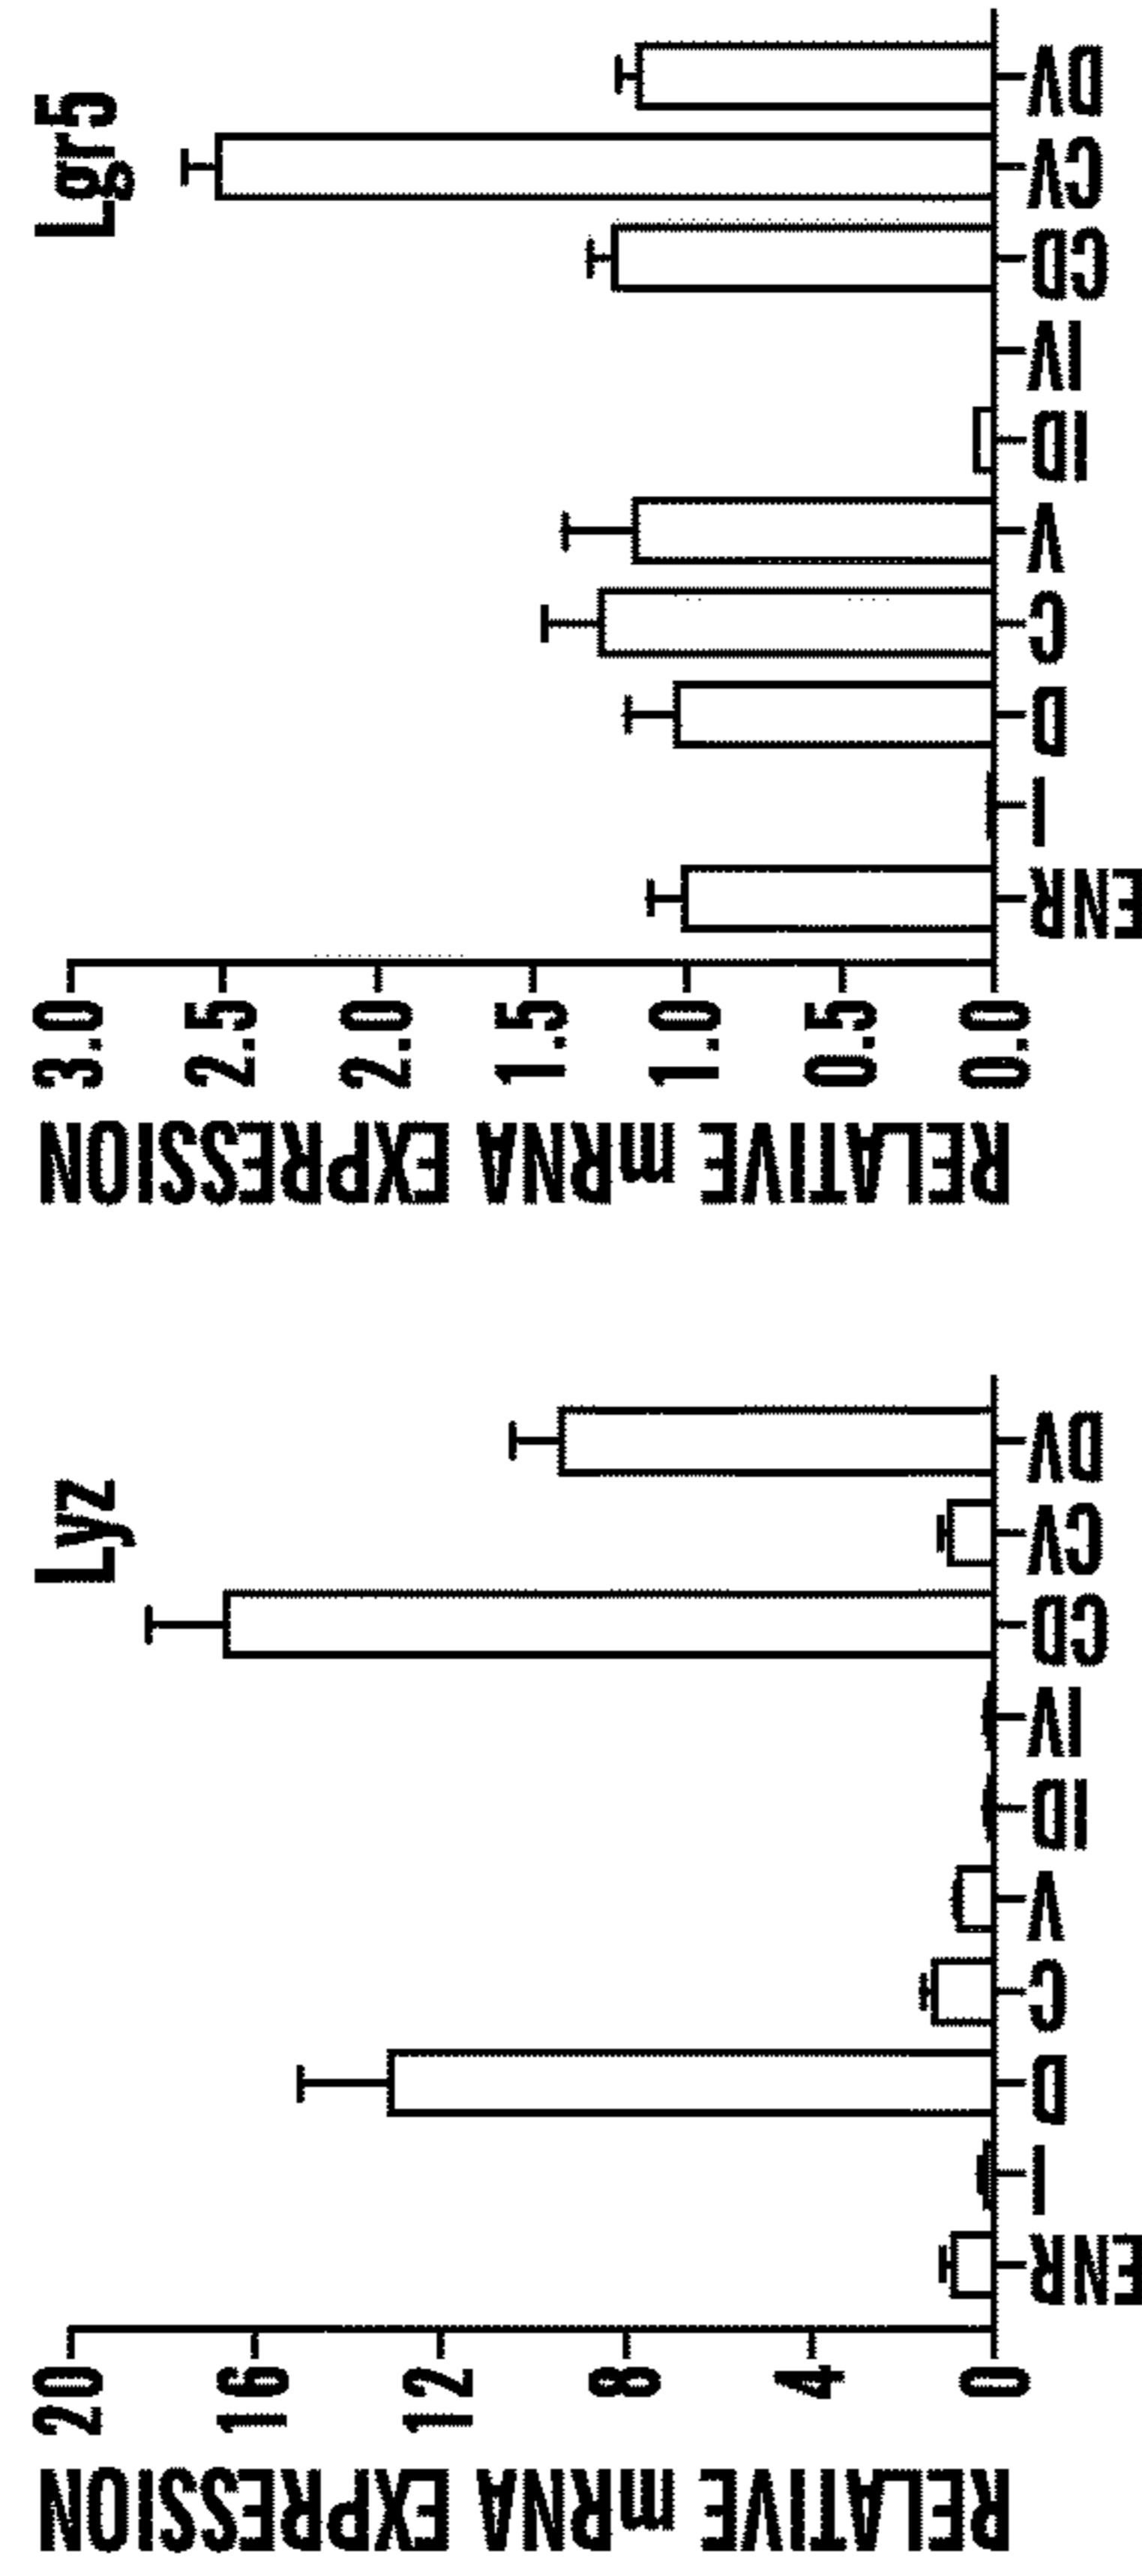 Lyz
RELATIVE mRNA EXPRESSION
20
16
12
8
4
0
ENR
I
D
C
V
ID
IV
CD
CV
DV
Lgr5
RELATIVE mRNA EXPRESSION
3.0
2.5
2.0
1.5
1.0
0.5
0.0
ENR
I
D
C
V
ID
IV
CD
CV
DV